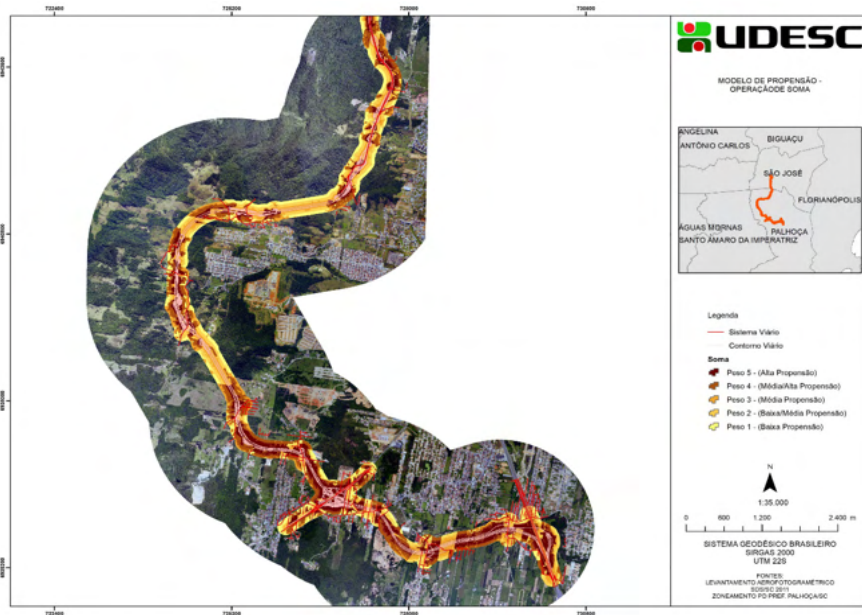 UDESC
MODELO DE PROPENSÃO -
OPERAÇÃODE SOMA
ANGELINA
BIGUAÇU
ANTÔNIO CARLOS
SÃO JOSÉ
FLORIANÓPOLIS
ÁGUAS MORNAS
PALHOÇA
SANTO AMARO DA IMPERATRIZ
Legenda
Sistema Viário
Contorno Viário
Soma
Peso 5 - (Alta Propensão)
Peso 4 - (Média/Alta Propensão)
Peso 3 - (Média Propensão)
Peso 2 - (Baixa/Média Propensão)
Peso 1 - (Baixa Propensão)
N
1:35.000
0 600 1.200 2.400 m
SISTEMA GEODÉSICO BRASILEIRO
SIRGAS 2000
UTM 22S
FONTES:
LEVANTAMENTO AEROFOTOGRAMÉTRICO
SDS/SC 2011
ZONEAMENTO PD PREF. PALHOÇA/SC